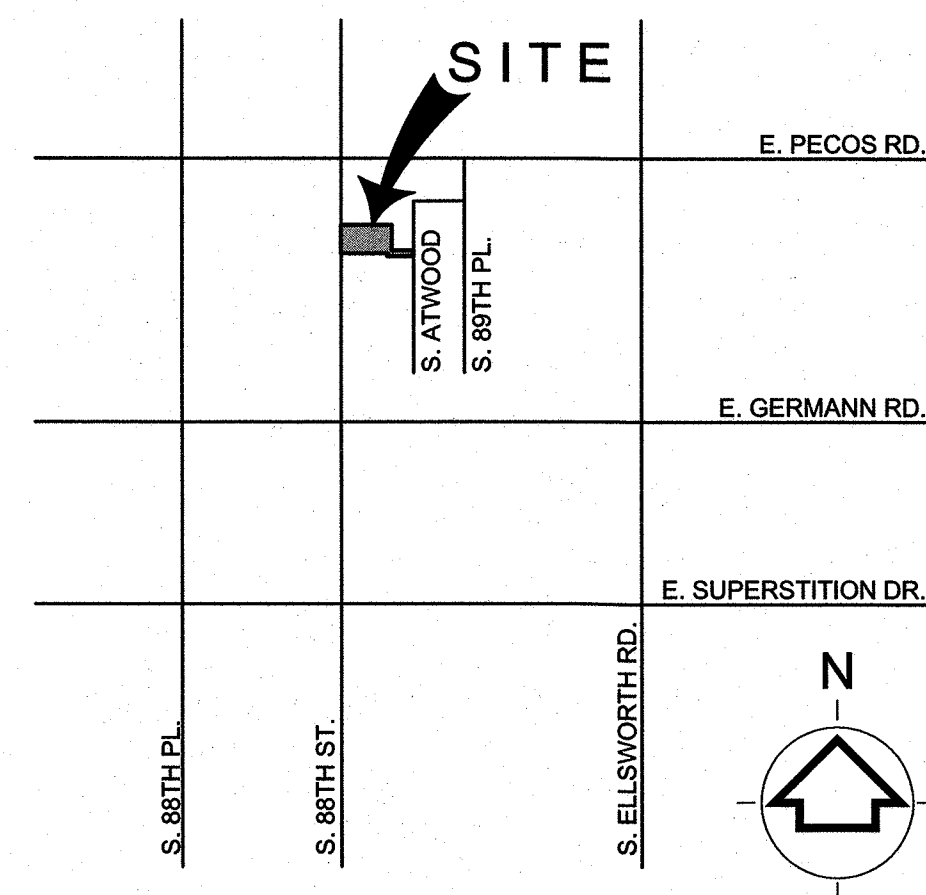 SITE
E. PECOS RD.
S. ATWOOD
S. 89TH PL.
E. GERMANN RD.
E. SUPERSTITION DR.
S. 88TH PL.
S. 88TH ST.
S. ELLSWORTH RD.
N